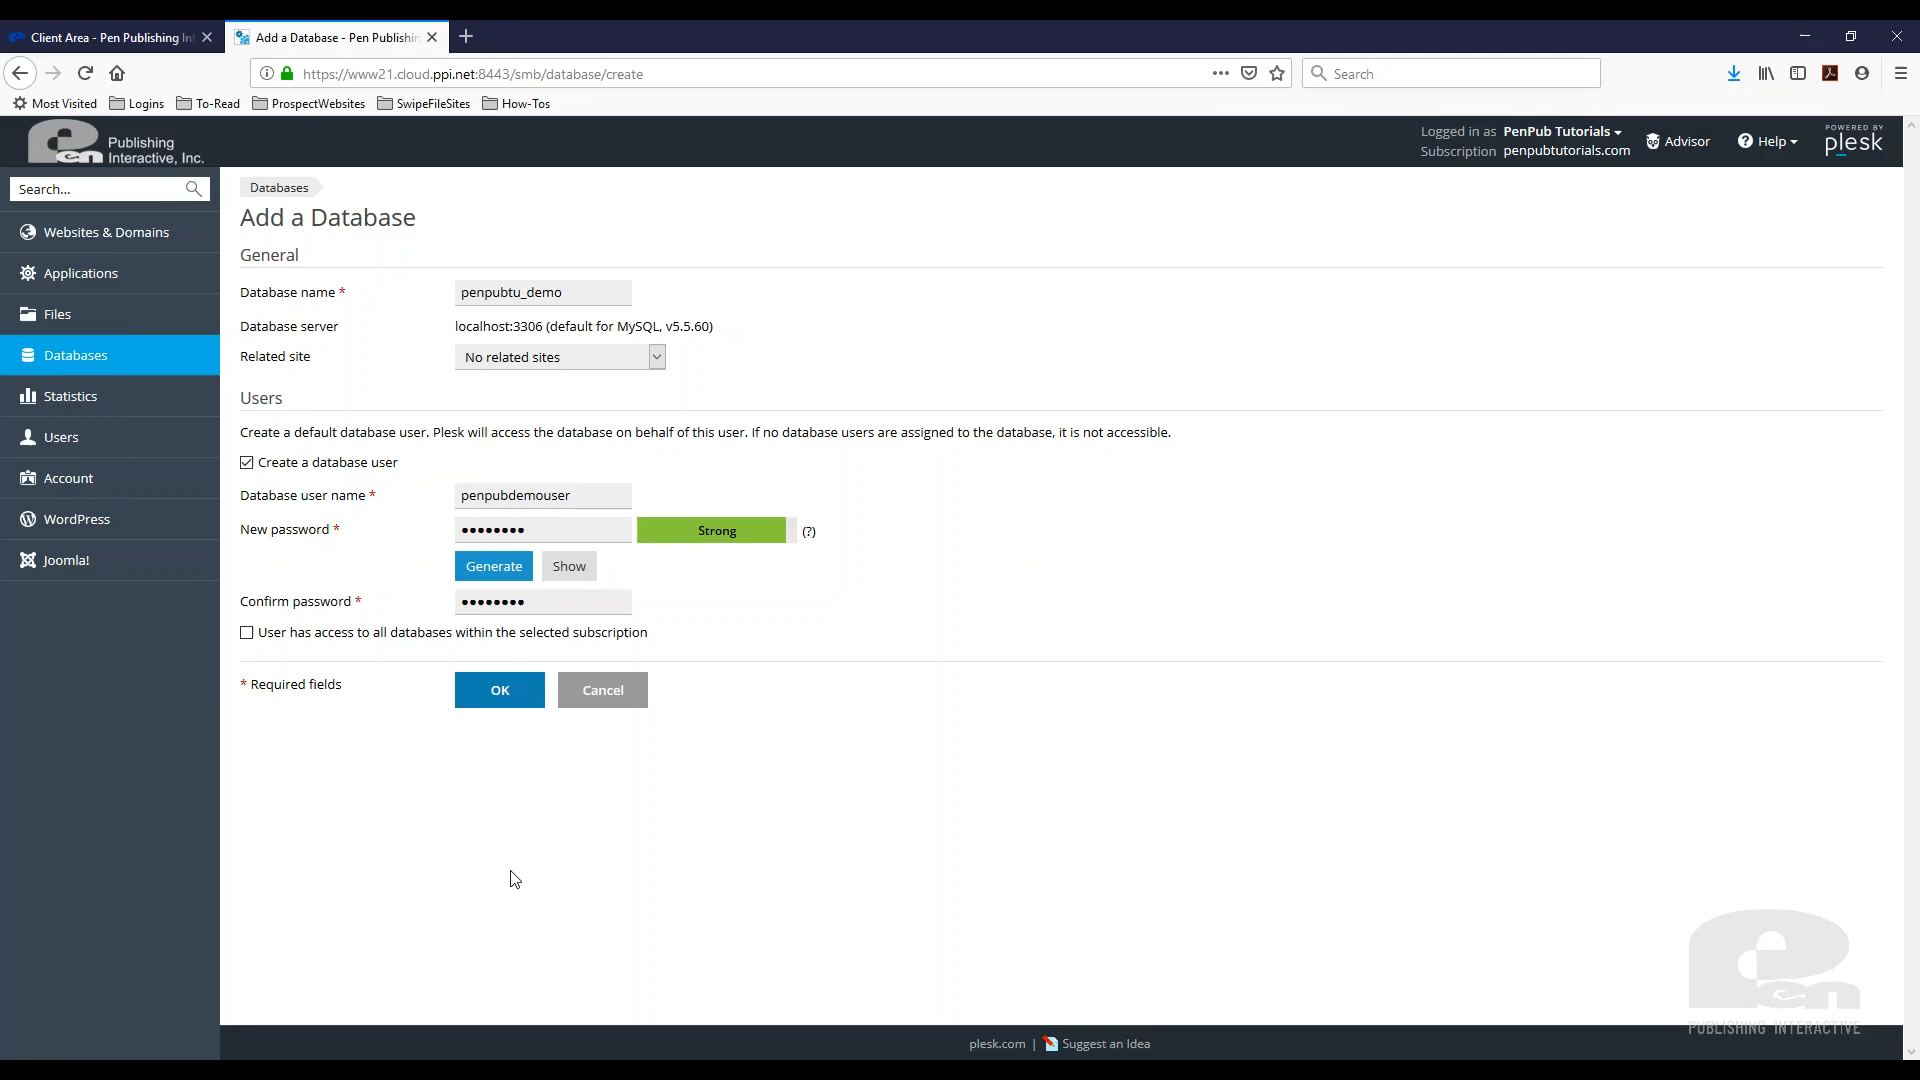 Client Area - Pen Publishing Int
Add a Database - Pen Publishin
https://www21.cloud.ppi.net:8443/smb/database/create
Search
Most Visited
Logins
To-Read
ProspectWebsites
SwipeFileSites
How-Tos
Publishing
Interactive, Inc.
Logged in as PenPub Tutorials
Subscription penpubtutorials.com
Advisor
Help
POWERED BY
plesk
Search...
Websites & Domains
Applications
Files
Databases
Statistics
Users
Account
WordPress
Joomla!
Databases
Add a Database
General
Database name * penpubtu_demo
Database server localhost:3306 (default for MySQL, v5.5.60)
Related site No related sites
Users
Create a default database user. Plesk will access the database on behalf of this user. If no database users are assigned to the database, it is not accessible.
Create a database user
Database user name * penpubdemouser
New password * •••••••• Strong (?)
Generate Show
Confirm password * ••••••••
User has access to all databases within the selected subscription
* Required fields OK Cancel
Pen
PUBLISHING INTERACTIVE
plesk.com | Suggest an Idea